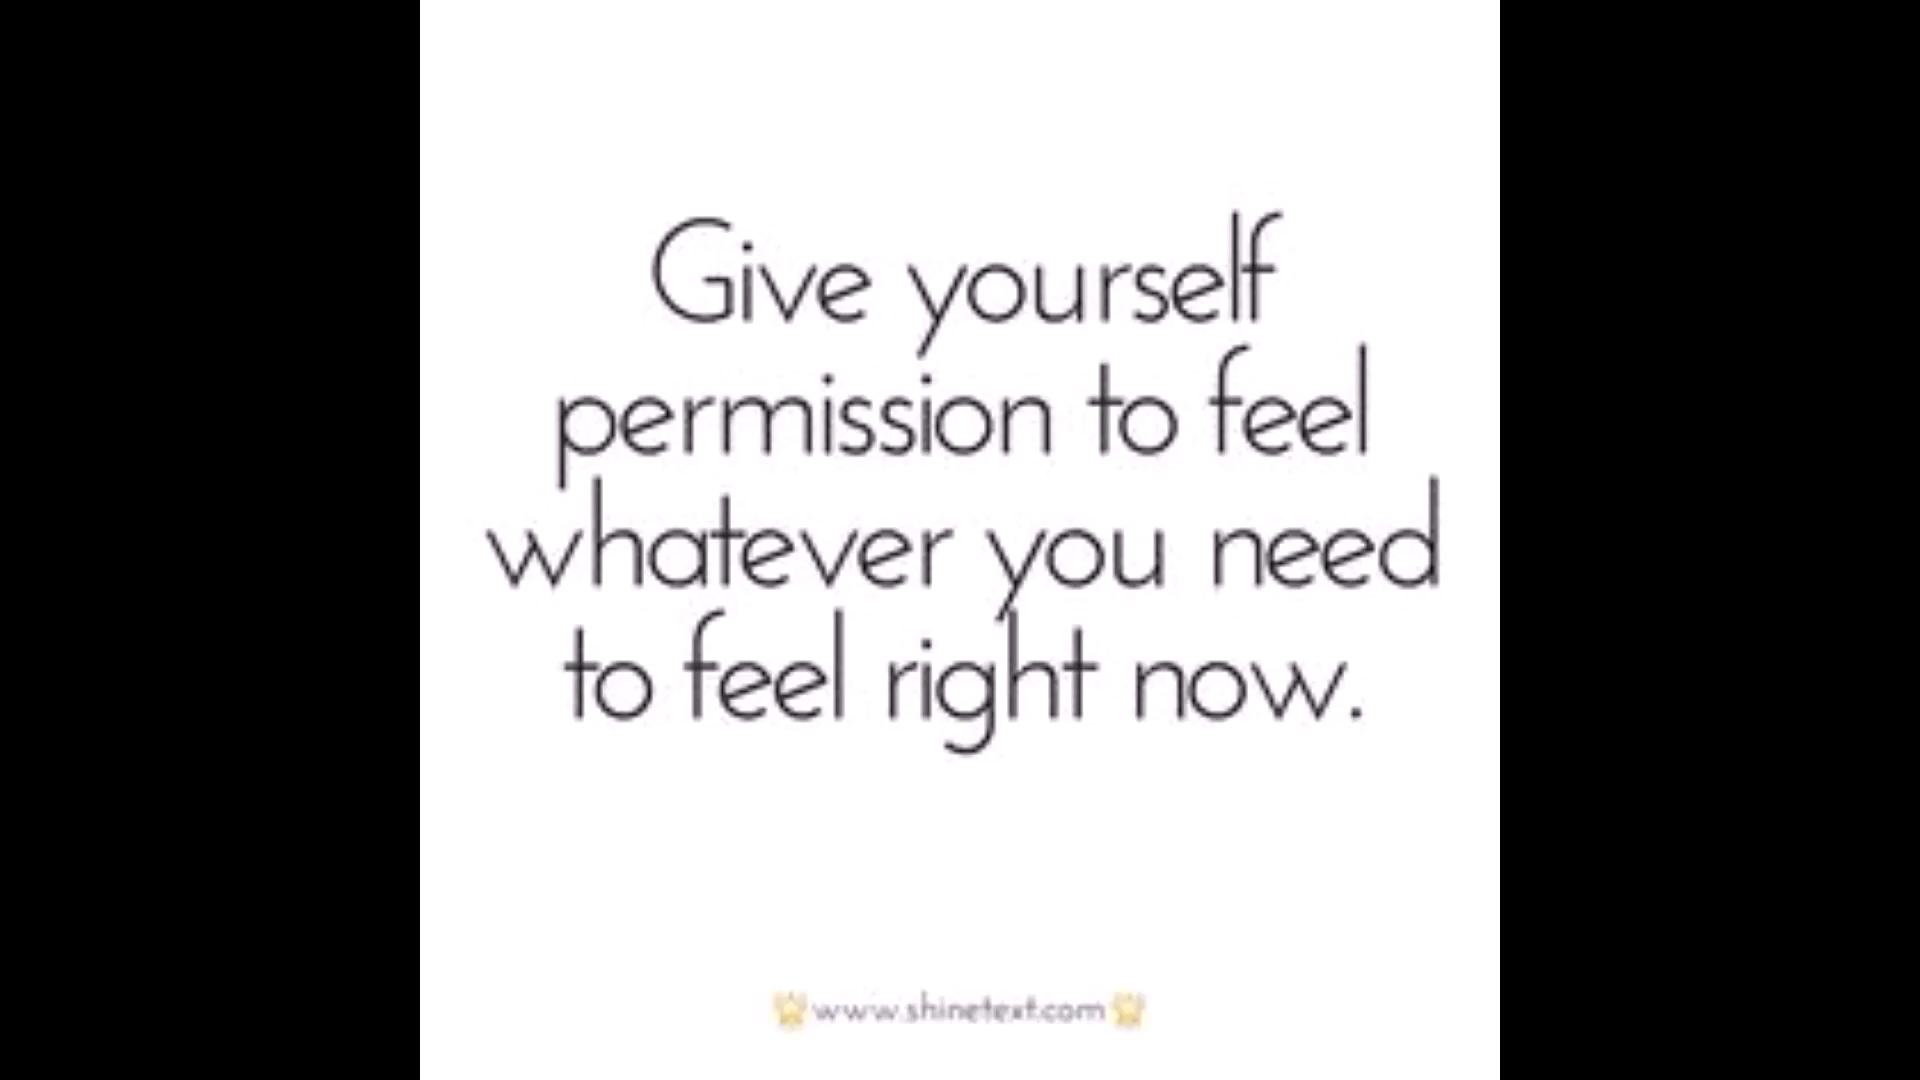 Give yourself
permission to feel
whatever you need
to feel right now.
www.shinetext.com